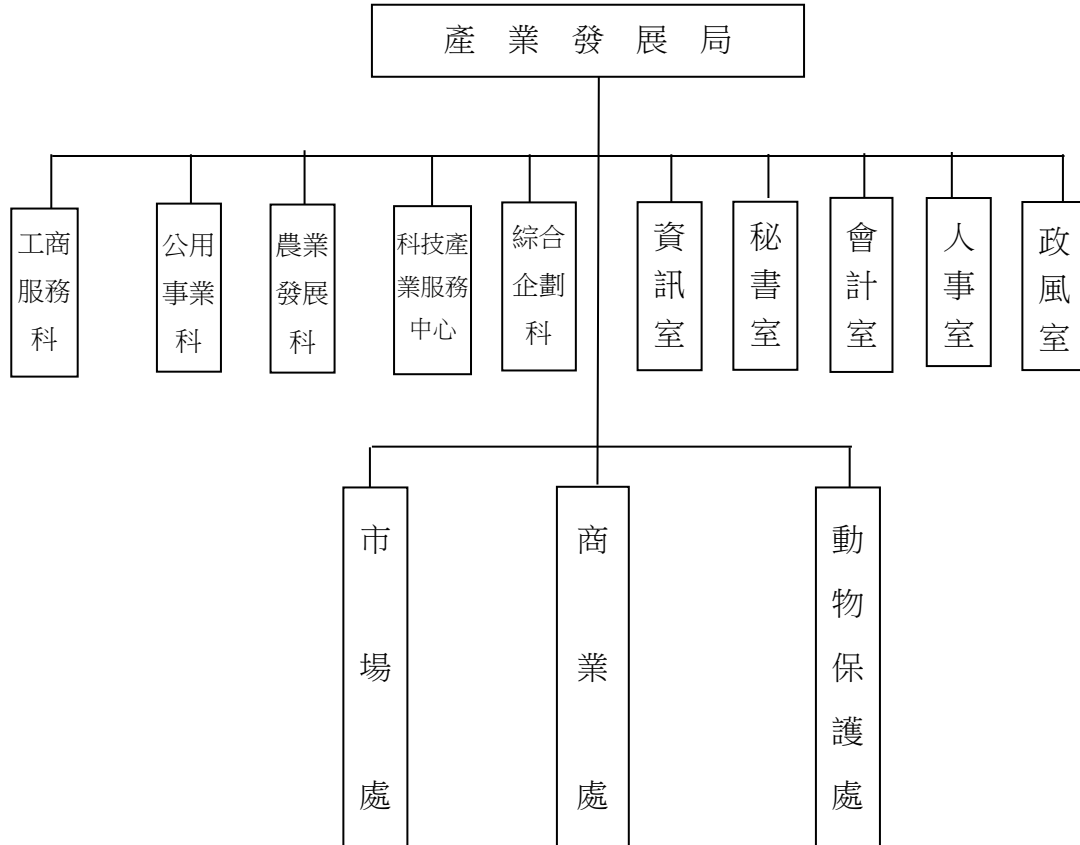 產業發展局
工商
服務
科
公用
事業
科
農業
發展
科
科技產
業服務
中心
綜合
企劃
科
資訊室
秘書室
會計室
人事室
政風室
市場處
商業處
動物保護處